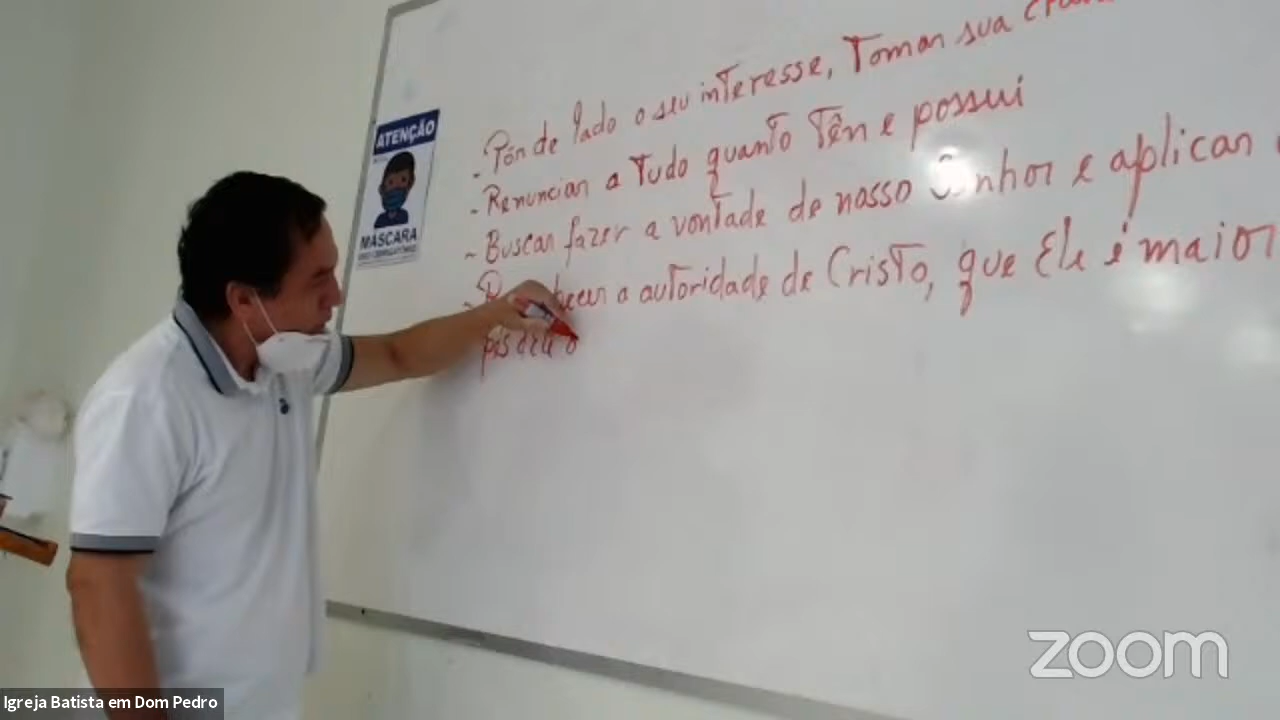 - Pôr de lado o seu interesse, Tomar sua
- Renunciar a Tudo quanto Têm e possui
- Buscar fazer a vontade de nosso Senhor e aplicar
- a autoridade de Cristo, que Ele é maior
ATENÇÃO
MÁSCARA
zoom
Igreja Batista em Dom Pedro